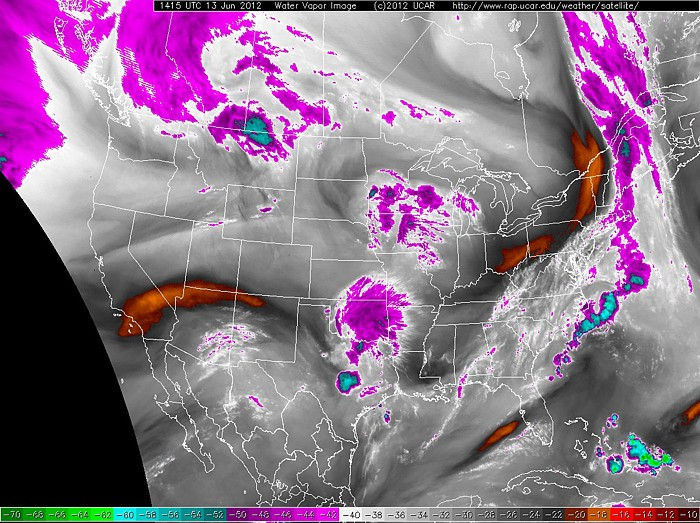 1415 UTC 13 Jun 2012 Water Vapor Image (c)2012 UCAR http://www.rap.ucar.edu/weather/satellite/
-70 -68 -66 -64 -62 -60 -58 -56 -54 -52 -50 -48 -46 -44 -42 -40 -38 -36 -34 -32 -30 -28 -26 -24 -22 -20 -18 -16 -14 -12 -10